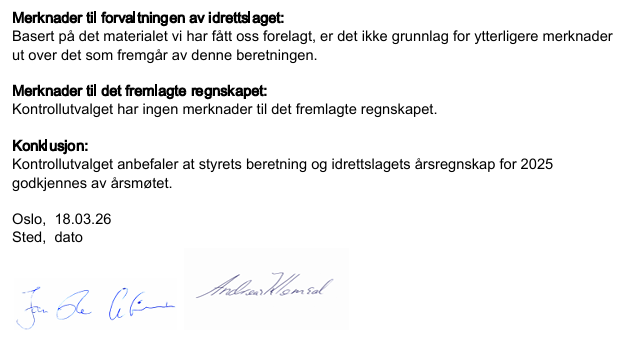 Merknader til forvaltningen av idrettslaget:
Basert på det materialet vi har fått oss forelagt, er det ikke grunnlag for ytterligere merknader
ut over det som fremgår av denne beretningen.
Merknader til det fremlagte regnskapet:
Kontrollutvalget har ingen merknader til det fremlagte regnskapet.
Konklusjon:
Kontrollutvalget anbefaler at styrets beretning og idrettslagets årsregnskap for 2025
godkjennes av årsmøtet.
Oslo, 18.03.26
Sted, dato